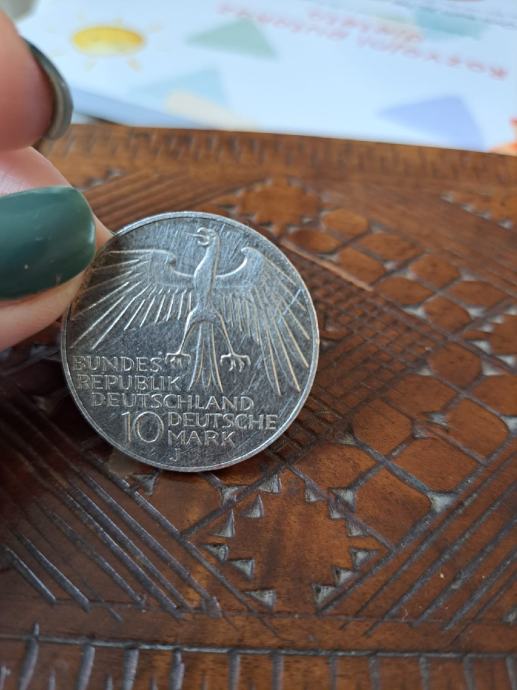 BUNDES
REPUBLIK
DEUTSCHLAND
10 DEUTSCHE
MARK
J